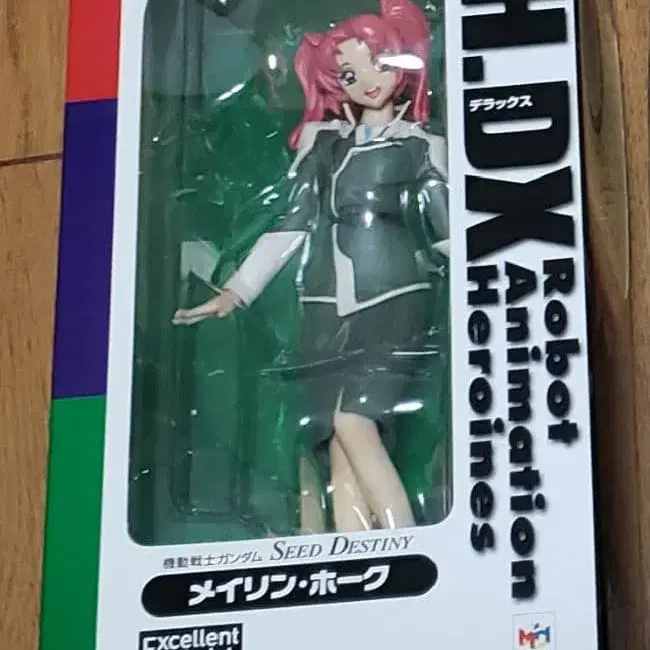 H.DX
デラックス
Robot
Animation
Heroines
機動戦士ガンダム SEED DESTINY
メイリン・ホーク
Excellent